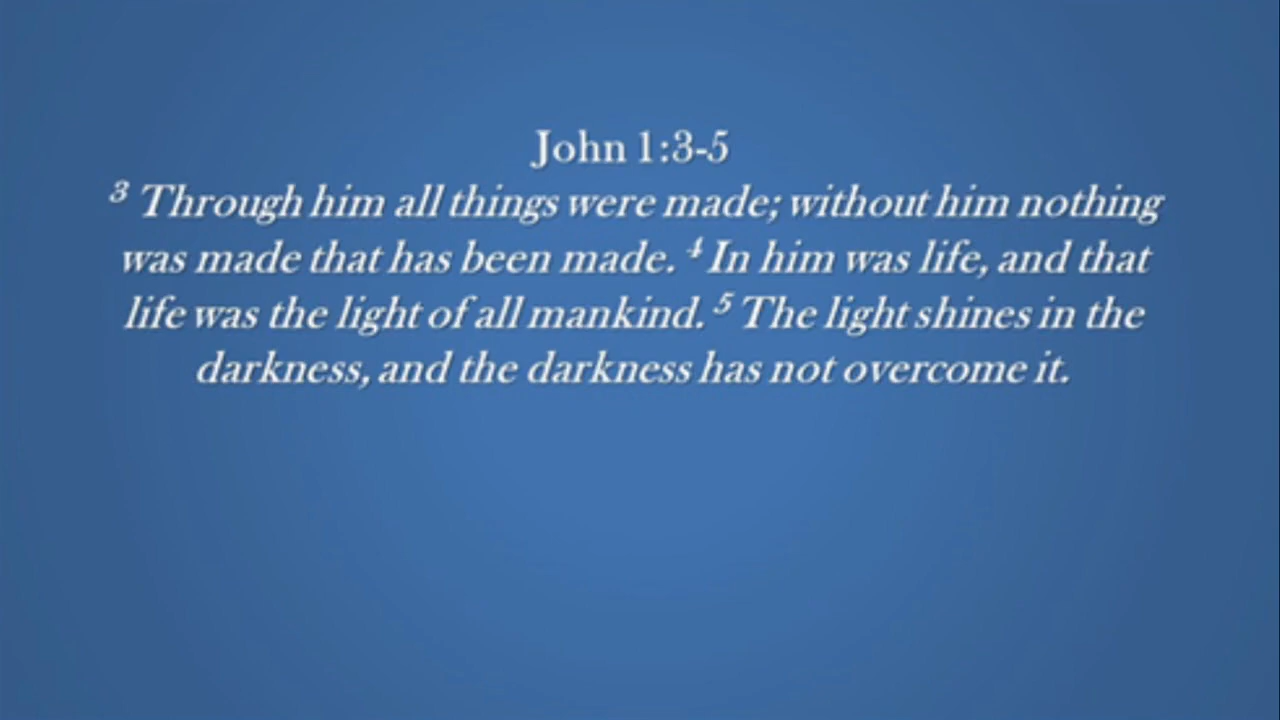 John 1:3-5
³ Through him all things were made; without him nothing
was made that has been made. ⁴ In him was life, and that
life was the light of all mankind. ⁵ The light shines in the
darkness, and the darkness has not overcome it.